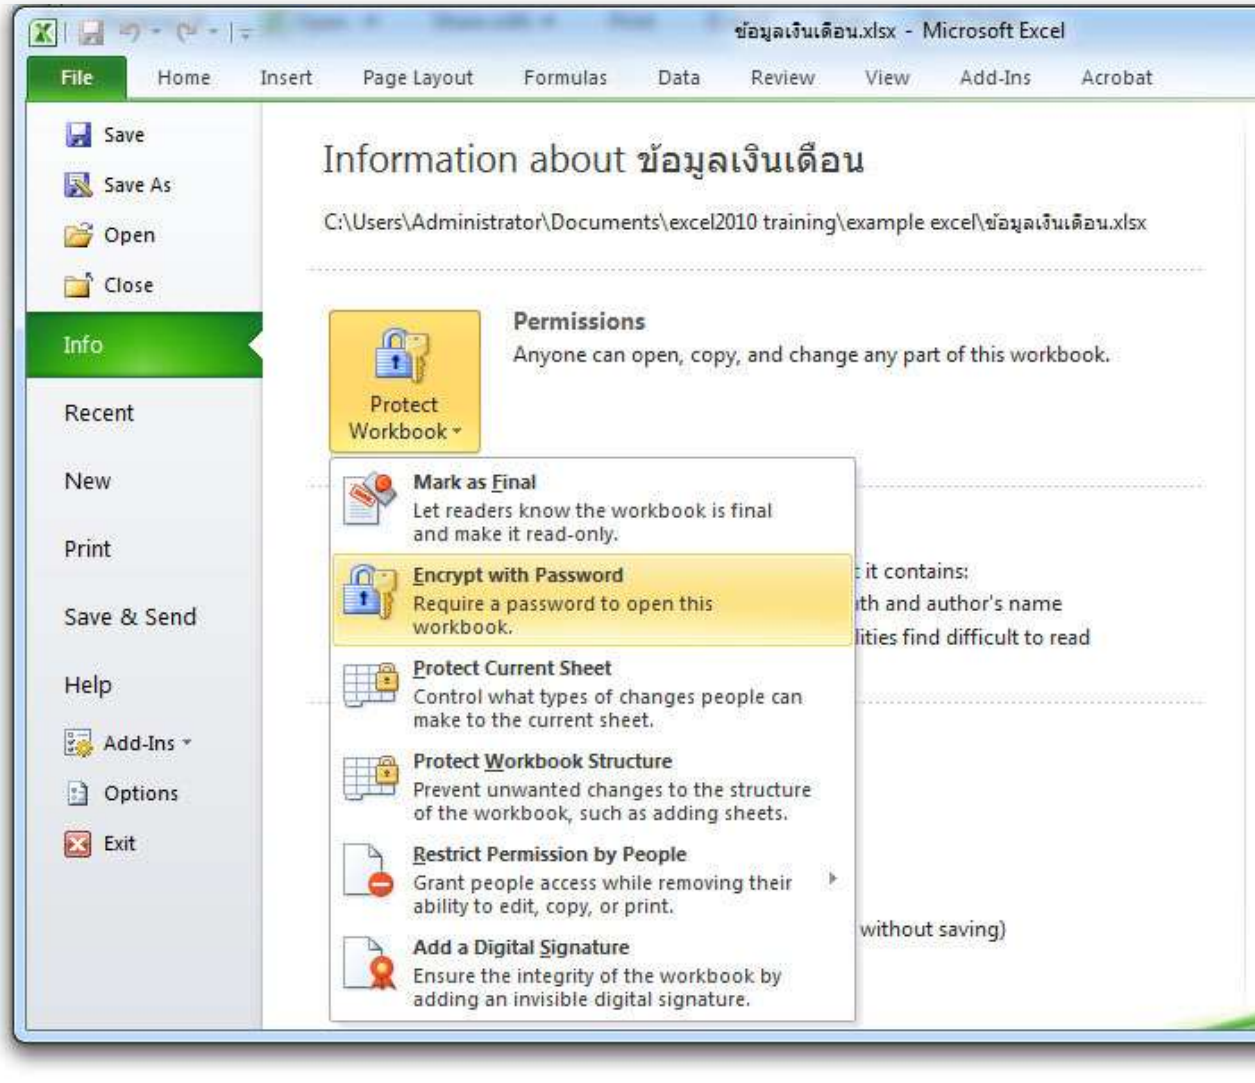 ข้อมูลเงินเดือน.xlsx - Microsoft Excel
File Home Insert Page Layout Formulas Data Review View Add-Ins Acrobat
Save
Save As
Open
Close
Info
Recent
New
Print
Save & Send
Help
Add-Ins
Options
Exit
Information about ข้อมูลเงินเดือน
C:\Users\Administrator\Documents\excel2010 training\example excel\ข้อมูลเงินเดือน.xlsx
Permissions
Anyone can open, copy, and change any part of this workbook.
Protect
Workbook
Mark as Final
Let readers know the workbook is final
and make it read-only.
Encrypt with Password
Require a password to open this
workbook.
Protect Current Sheet
Control what types of changes people can
make to the current sheet.
Protect Workbook Structure
Prevent unwanted changes to the structure
of the workbook, such as adding sheets.
Restrict Permission by People
Grant people access while removing their
ability to edit, copy, or print.
Add a Digital Signature
Ensure the integrity of the workbook by
adding an invisible digital signature.
it contains:
and author's name
find difficult to read
without saving)